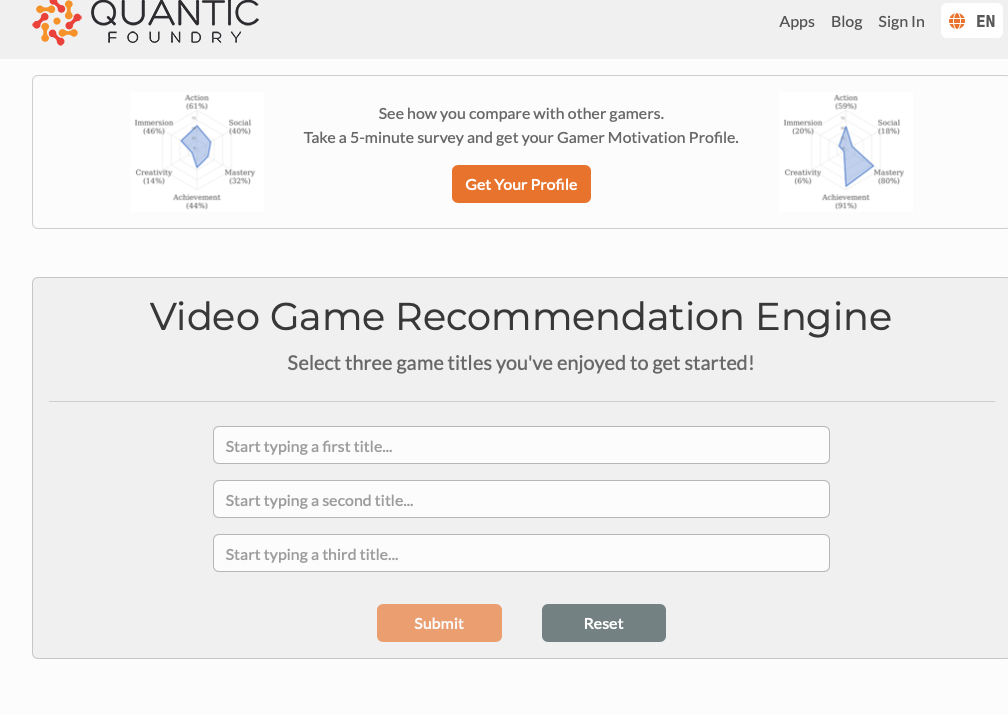 QUANTIC
FOUNDRY
Apps Blog Sign In EN
Action
(61%)
Immersion
(46%)
Social
(40%)
Creativity
(14%)
Mastery
(32%)
Achievement
(44%)
See how you compare with other gamers.
Take a 5-minute survey and get your Gamer Motivation Profile.
Get Your Profile
Action
(59%)
Immersion
(20%)
Social
(18%)
Creativity
(6%)
Mastery
(80%)
Achievement
(91%)
Video Game Recommendation Engine
Select three game titles you've enjoyed to get started!
Start typing a first title...
Start typing a second title...
Start typing a third title...
Submit Reset